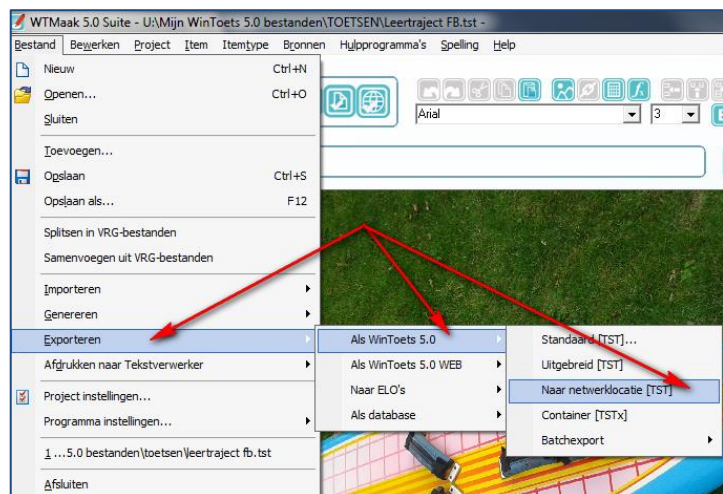 WTMaak 5.0 Suite - U:\Mijn WinToets 5.0 bestanden\TOETSEN\Leertraject FB.tst -
Bestand Bewerken Project Item Itemtype Bronnen Hulpprogramma's Spelling Help
Nieuw Ctrl+N
Openen... Ctrl+O
Sluiten
Arial 3
Toevoegen...
Opslaan Ctrl+S
Opslaan als... F12
Splitsen in VRG-bestanden
Samenvoegen uit VRG-bestanden
Importeren
Genereren
Exporteren
Afdrukken naar Tekstverwerker
Project instellingen...
Programma instellingen...
1 ...5.0 bestanden\toetsen\leertraject fb.tst
Afsluiten
Als WinToets 5.0
Als WinToets 5.0 WEB
Naar ELO's
Als database
Standaard [TST]...
Uitgebreid [TST]
Naar netwerklocatie [TST]
Container [TSTx]
Batchexport